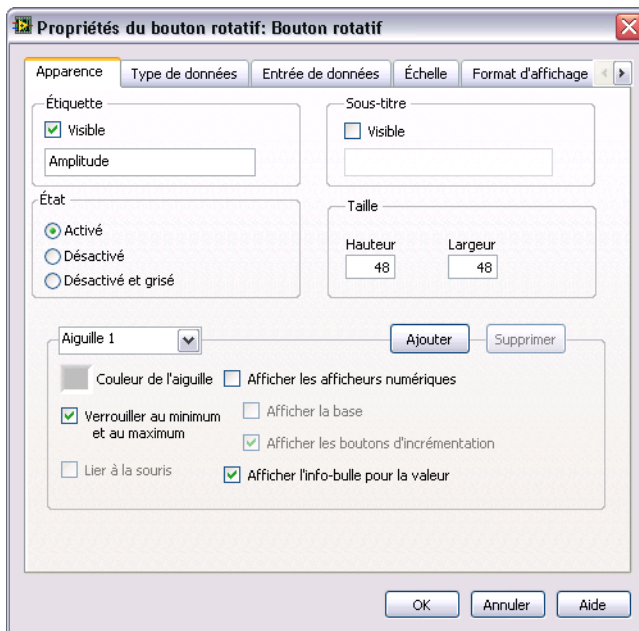 Propriétés du bouton rotatif: Bouton rotatif
Apparence
Type de données
Entrée de données
Échelle
Format d'affichage
Étiquette
Visible
Amplitude
Sous-titre
Visible
État
Activé
Désactivé
Désactivé et grisé
Taille
Hauteur
Largeur
48
48
Aiguille 1
Ajouter
Supprimer
Couleur de l'aiguille
Afficher les afficheurs numériques
Verrouiller au minimum
et au maximum
Afficher la base
Afficher les boutons d'incrémentation
Lier à la souris
Afficher l'info-bulle pour la valeur
OK
Annuler
Aide